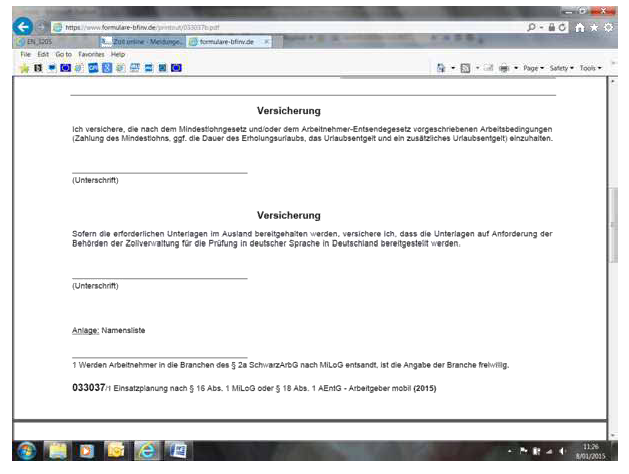 https://www.formulare-bfinv.de/printout/033037b.pdf
EN_3205
Zoll online - Meldunge...
formulare-bfinv.de
File Edit Go to Favorites Help
Page Safety Tools
Versicherung
Ich versichere, die nach dem Mindestlohngesetz und/oder dem Arbeitnehmer-Entsendegesetz vorgeschriebenen Arbeitsbedingungen
(Zahlung des Mindestlohns, ggf. die Dauer des Erholungsurlaubs, das Urlaubsentgelt und ein zusätzliches Urlaubsentgelt) einzuhalten.
(Unterschrift)
Versicherung
Sofern die erforderlichen Unterlagen im Ausland bereitgehalten werden, versichere ich, dass die Unterlagen auf Anforderung der
Behörden der Zollverwaltung für die Prüfung in deutscher Sprache in Deutschland bereitgestellt werden.
(Unterschrift)
Anlage: Namensliste
1 Werden Arbeitnehmer in die Branchen des § 2a SchwarzArbG nach MiLoG entsandt, ist die Angabe der Branche freiwillig.
033037/1 Einsatzplanung nach § 16 Abs. 1 MiLoG oder § 18 Abs. 1 AEntG - Arbeitgeber mobil (2015)
11:26
8/01/2015